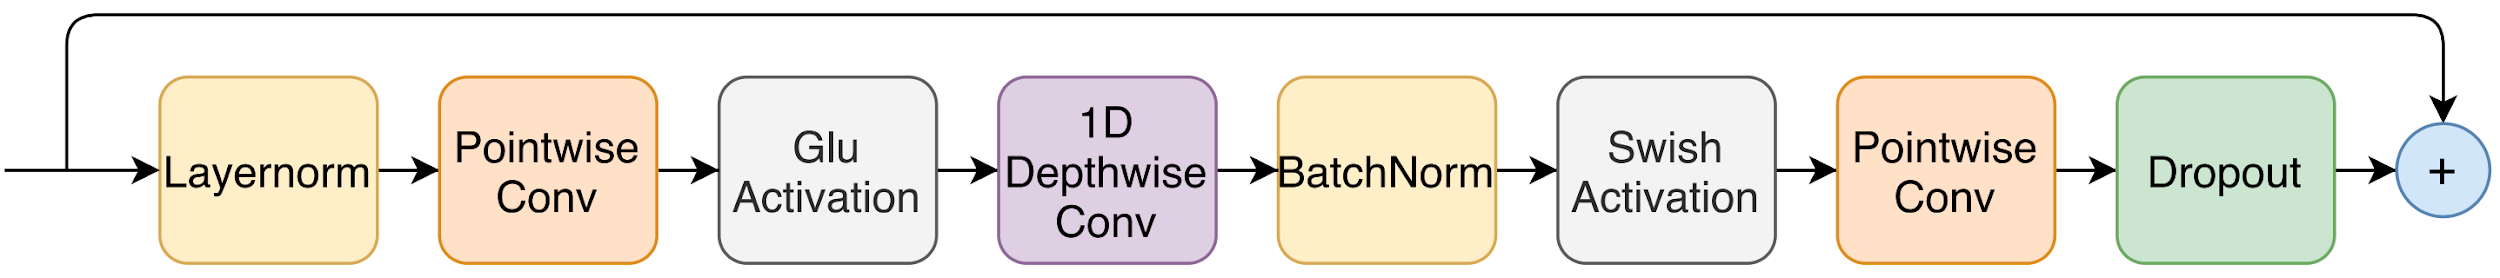 Layernorm
Pointwise
Conv
Glu
Activation
1D
Depthwise
Conv
BatchNorm
Swish
Activation
Pointwise
Conv
Dropout
+